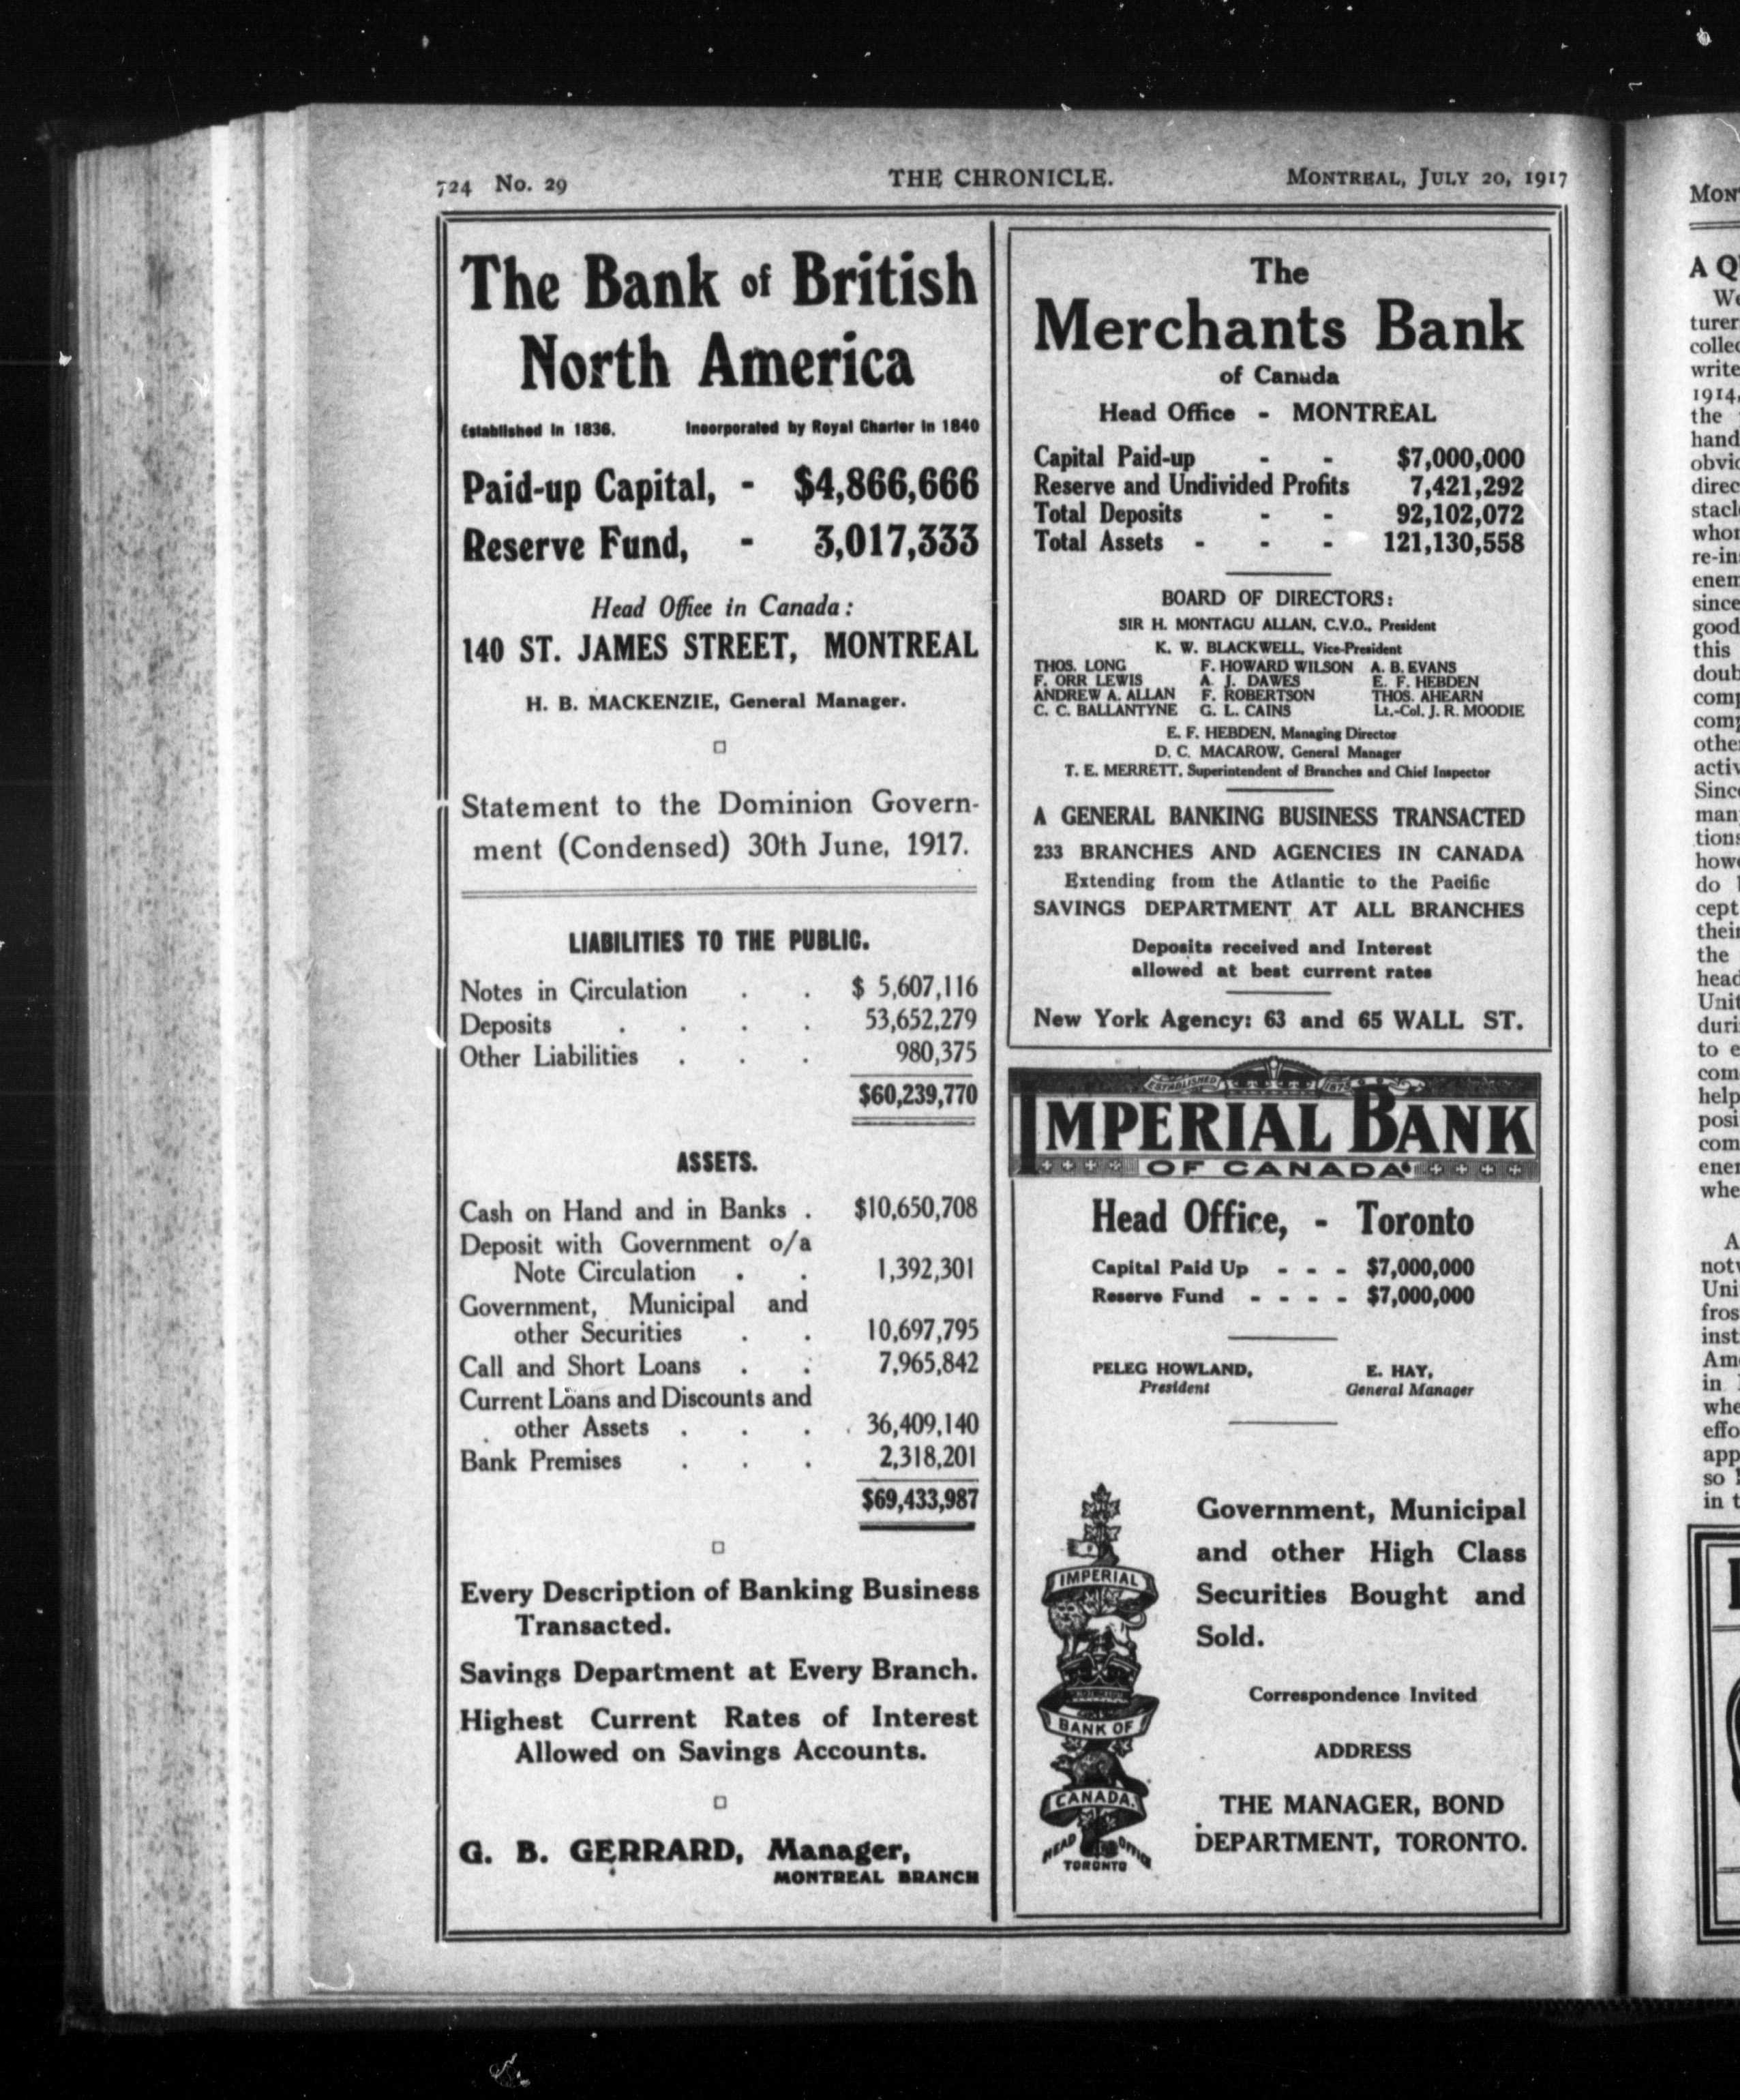 724 No. 29
THE CHRONICLE.
MONTREAL, JULY 20, 1917
The Bank of British
North America
Established in 1836. Incorporated by Royal Charter in 1840
Paid-up Capital, - $4,866,666
Reserve Fund, - 3,017,333
Head Office in Canada:
140 ST. JAMES STREET, MONTREAL
H. B. MACKENZIE, General Manager.
Statement to the Dominion Govern-
ment (Condensed) 30th June, 1917.
LIABILITIES TO THE PUBLIC.
Notes in Circulation . . $ 5,607,116
Deposits . . . . 53,652,279
Other Liabilities . . . 980,375
$60,239,770
ASSETS.
Cash on Hand and in Banks . $10,650,708
Deposit with Government o/a
Note Circulation . . 1,392,301
Government, Municipal and
other Securities . . 10,697,795
Call and Short Loans . . 7,965,842
Current Loans and Discounts and
other Assets . . . 36,409,140
Bank Premises . . . 2,318,201
$69,433,987
Every Description of Banking Business
Transacted.
Savings Department at Every Branch.
Highest Current Rates of Interest
Allowed on Savings Accounts.
G. B. GERRARD, Manager,
MONTREAL BRANCH
The
Merchants Bank
of Canada
Head Office - MONTREAL
Capital Paid-up - - $7,000,000
Reserve and Undivided Profits 7,421,292
Total Deposits - - 92,102,072
Total Assets - - - 121,130,558
BOARD OF DIRECTORS:
SIR H. MONTAGU ALLAN, C.V.O., President
K. W. BLACKWELL, Vice-President
THOS. LONG F. HOWARD WILSON A. B. EVANS
F. ORR LEWIS A. J. DAWES E. F. HEBDEN
ANDREW A. ALLAN F. ROBERTSON THOS. AHEARN
C. C. BALLANTYNE G. L. CAINS Lt.-Col. J. R. MOODIE
E. F. HEBDEN, Managing Director
D. C. MACAROW, General Manager
T. E. MERRETT, Superintendent of Branches and Chief Inspector
A GENERAL BANKING BUSINESS TRANSACTED
233 BRANCHES AND AGENCIES IN CANADA
Extending from the Atlantic to the Pacific
SAVINGS DEPARTMENT AT ALL BRANCHES
Deposits received and Interest
allowed at best current rates
New York Agency: 63 and 65 WALL ST.
ESTABLISHED 1875
IMPERIAL BANK
OF CANADA
Head Office, - Toronto
Capital Paid Up - - - $7,000,000
Reserve Fund - - - - $7,000,000
PELEG HOWLAND, E. HAY,
President General Manager
IMPERIAL
BANK OF
CANADA.
HEAD OFFICE
TORONTO
Government, Municipal
and other High Class
Securities Bought and
Sold.
Correspondence Invited
ADDRESS
THE MANAGER, BOND
DEPARTMENT, TORONTO.